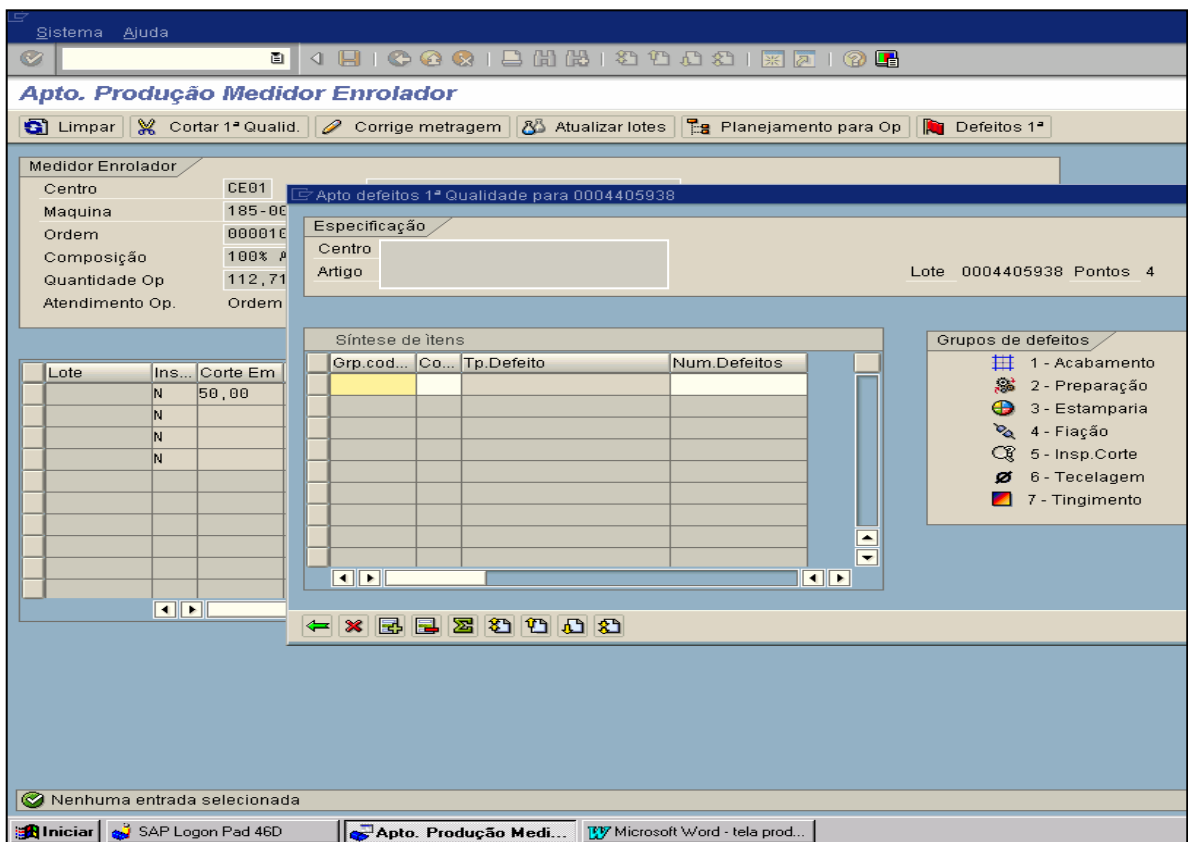 Sistema Ajuda
Apto. Produção Medidor Enrolador
Limpar Cortar 1ª Qualid. Corrige metragem Atualizar lotes Planejamento para Op Defeitos 1ª
Medidor Enrolador
Centro CE01
Maquina 185-00
Ordem 000010
Composição 100%
Quantidade Op 112,71
Atendimento Op. Ordem
Lote Ins... Corte Em
N 50,00
N
N
N
Apto defeitos 1ª Qualidade para 0004405938
Especificação
Centro
Artigo
Lote 0004405938 Pontos 4
Síntese de ìtens
Grp.cod... Co... Tp.Defeito Num.Defeitos
Grupos de defeitos
1 - Acabamento
2 - Preparação
3 - Estamparia
4 - Fiação
5 - Insp.Corte
6 - Tecelagem
7 - Tingimento
Nenhuma entrada selecionada
Iniciar SAP Logon Pad 46D Apto. Produção Medi... Microsoft Word - tela prod...